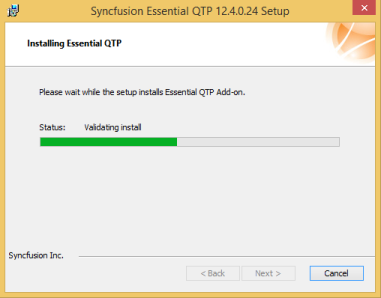 Syncfusion Essential QTP 12.4.0.24 Setup
Installing Essential QTP
Please wait while the setup installs Essential QTP Add-on.
Status: Validating install
Syncfusion Inc.
< Back Next > Cancel